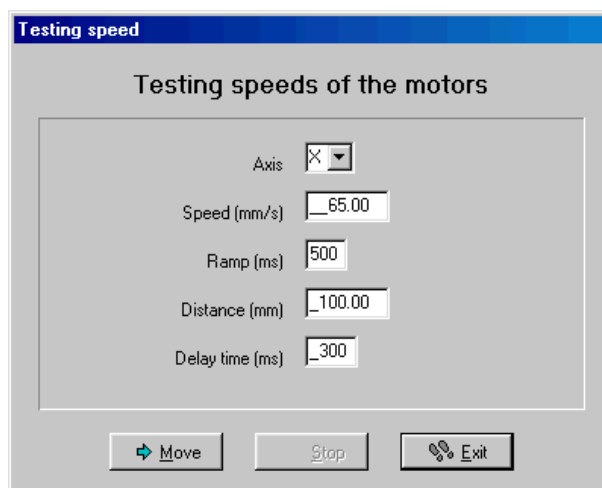 Testing speed
Testing speeds of the motors
Axis X
Speed (mm/s) __65.00
Ramp (ms) 500
Distance (mm) _100.00
Delay time (ms) _300
Move Stop Exit